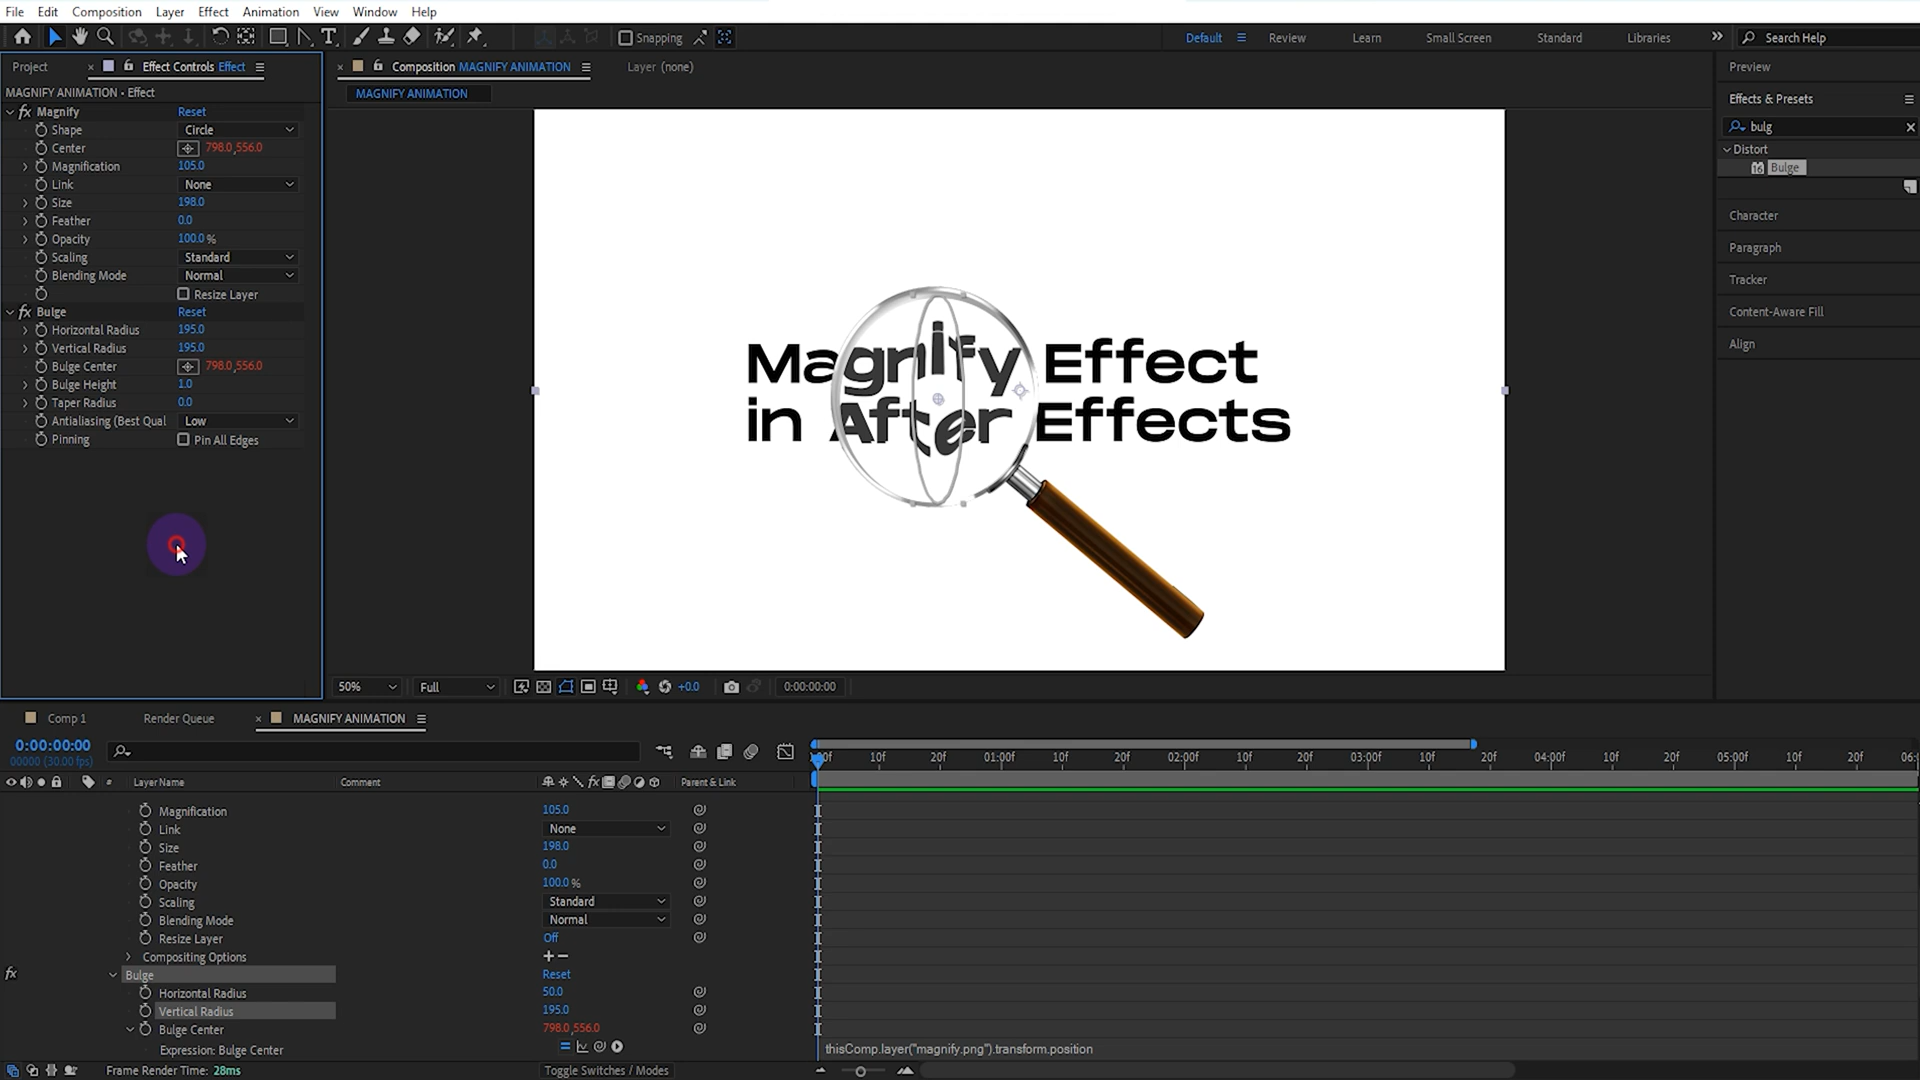 File Edit Composition Layer Effect Animation View Window Help
Snapping Default Review Learn Small Screen Standard Libraries Search Help
Project Effect Controls Effect
MAGNIFY ANIMATION • Effect
fx Magnify Reset
Shape Circle
Center 798.0,556.0
Magnification 105.0
Link None
Size 198.0
Feather 0.0
Opacity 100.0 %
Scaling Standard
Blending Mode Normal
Resize Layer
fx Bulge Reset
Horizontal Radius 195.0
Vertical Radius 195.0
Bulge Center 798.0,556.0
Bulge Height 1.0
Taper Radius 0.0
Antialiasing (Best Qual Low
Pinning Pin All Edges
Composition MAGNIFY ANIMATION Layer (none)
MAGNIFY ANIMATION
Magnify Effect
in After Effects
50% Full +0.0 0:00:00:00
Preview
Effects & Presets
bulg
Distort
16 Bulge
Character
Paragraph
Tracker
Content-Aware Fill
Align
Comp 1 Render Queue MAGNIFY ANIMATION
0:00:00:00
00000 (30.00 fps)
# Layer Name Comment fx Parent & Link
00f 10f 20f 01:00f 10f 20f 02:00f 10f 20f 03:00f 10f 20f 04:00f 10f 20f 05:00f 10f 20f 06:
Magnification 105.0
Link None
Size 198.0
Feather 0.0
Opacity 100.0 %
Scaling Standard
Blending Mode Normal
Resize Layer Off
Compositing Options
fx Bulge Reset
Horizontal Radius 50.0
Vertical Radius 195.0
Bulge Center 798.0,556.0
Expression: Bulge Center thisComp.layer("magnify.png").transform.position
Frame Render Time: 28ms Toggle Switches / Modes